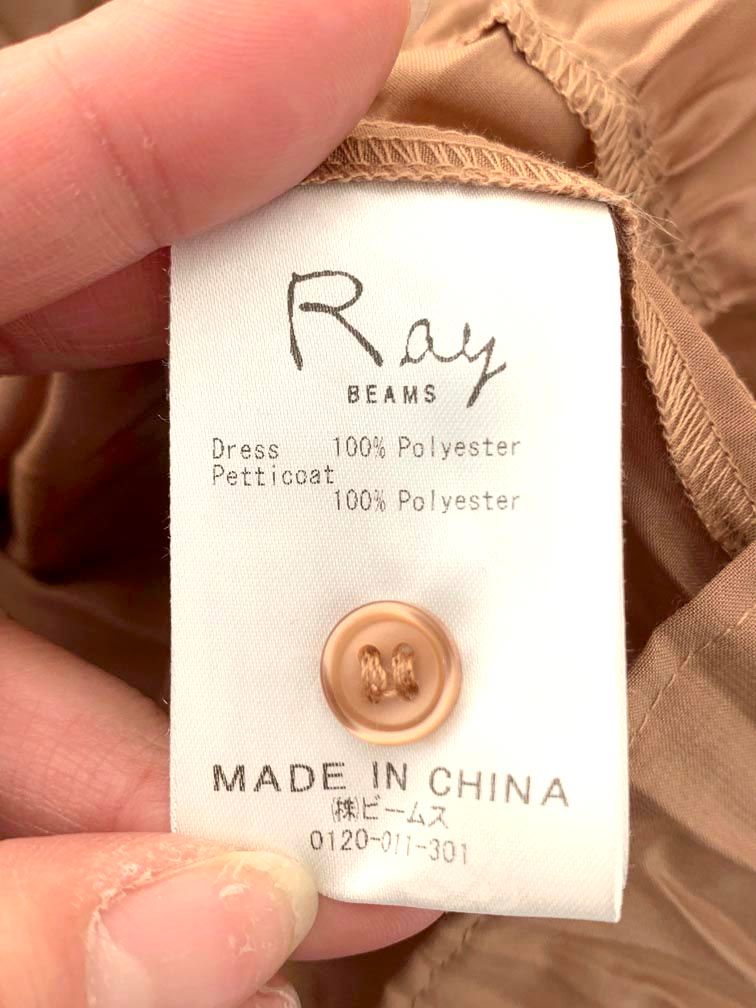 Ray
BEAMS
Dress 100% Polyester
Petticoat
100% Polyester
MADE IN CHINA
㈱ビームス
0120-011-301